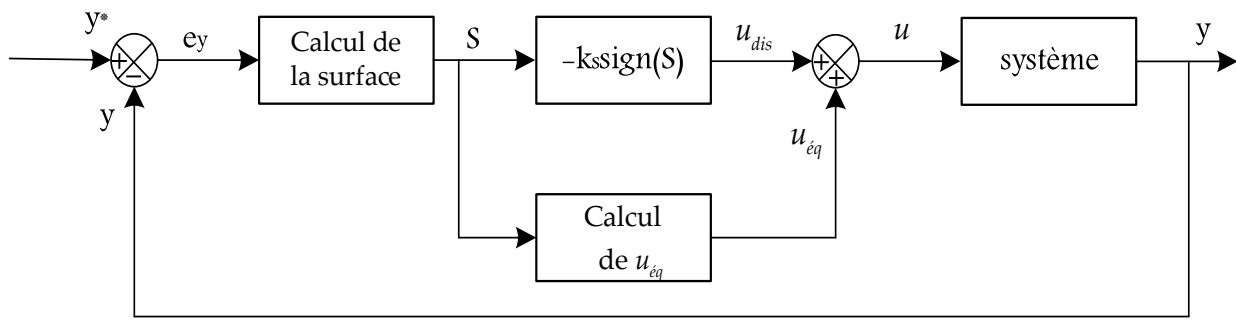 y*
+
−
y
ey
Calcul de
la surface
S
−kssign(S)
udis
+
+
uéq
u
système
y
Calcul
de uéq